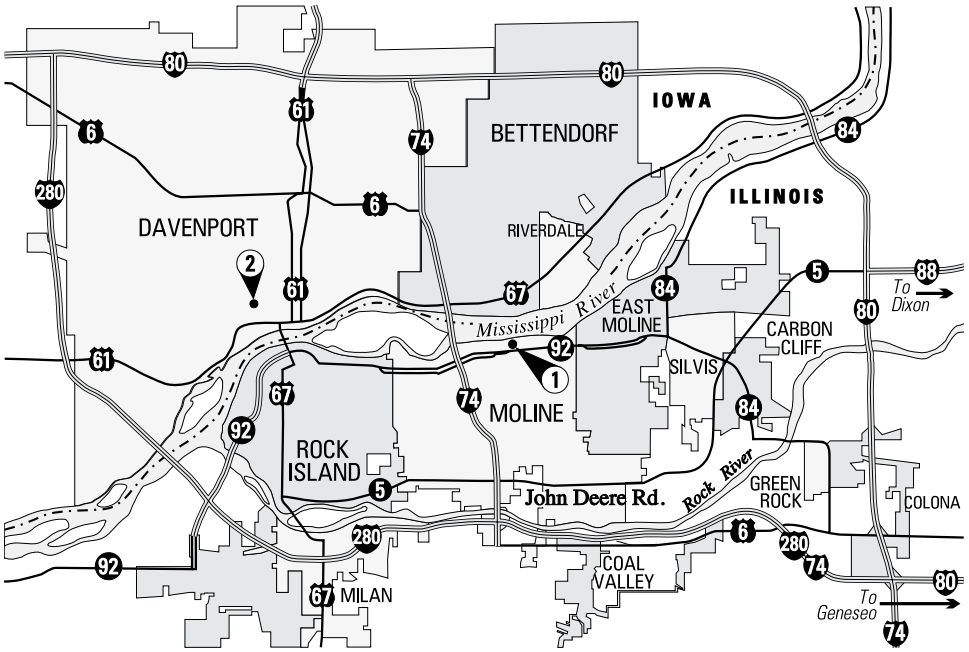 80
61
80
IOWA
6
74
BETTENDORF
84
280
6
ILLINOIS
DAVENPORT
RIVERDALE
2
5
88
To
Dixon
61
67
84
Mississippi River
EAST
MOLINE
80
CARBON
CLIFF
61
92
SILVIS
1
67
74
MOLINE
84
92
ROCK
ISLAND
5
John Deere Rd.
Rock River
GREEN
ROCK
COLONA
280
6
280
92
COAL
VALLEY
74
80
67
MILAN
To
Geneseo
74